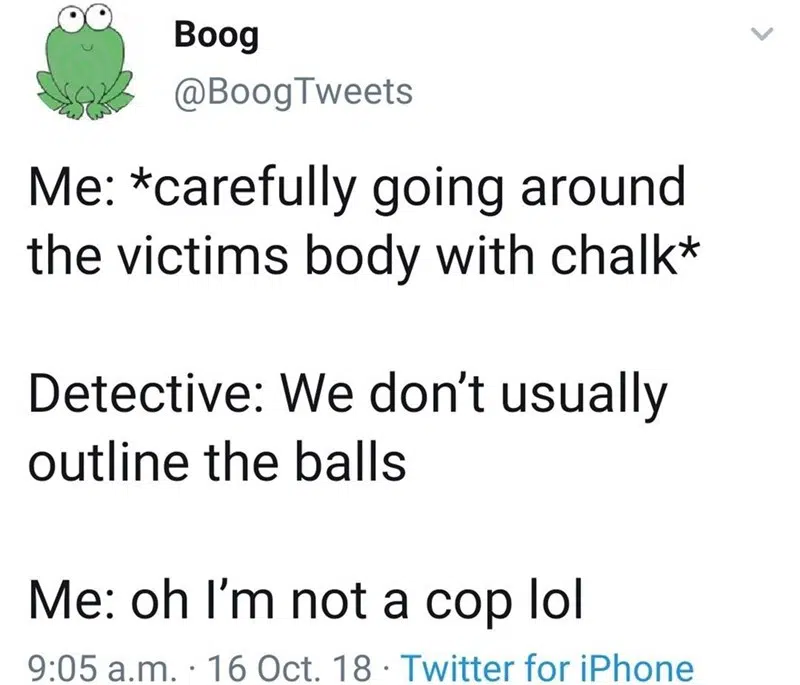 Boog
@BoogTweets
Me: *carefully going around
the victims body with chalk*
Detective: We don’t usually
outline the balls
Me: oh I’m not a cop lol
9:05 a.m. · 16 Oct. 18 · Twitter for iPhone